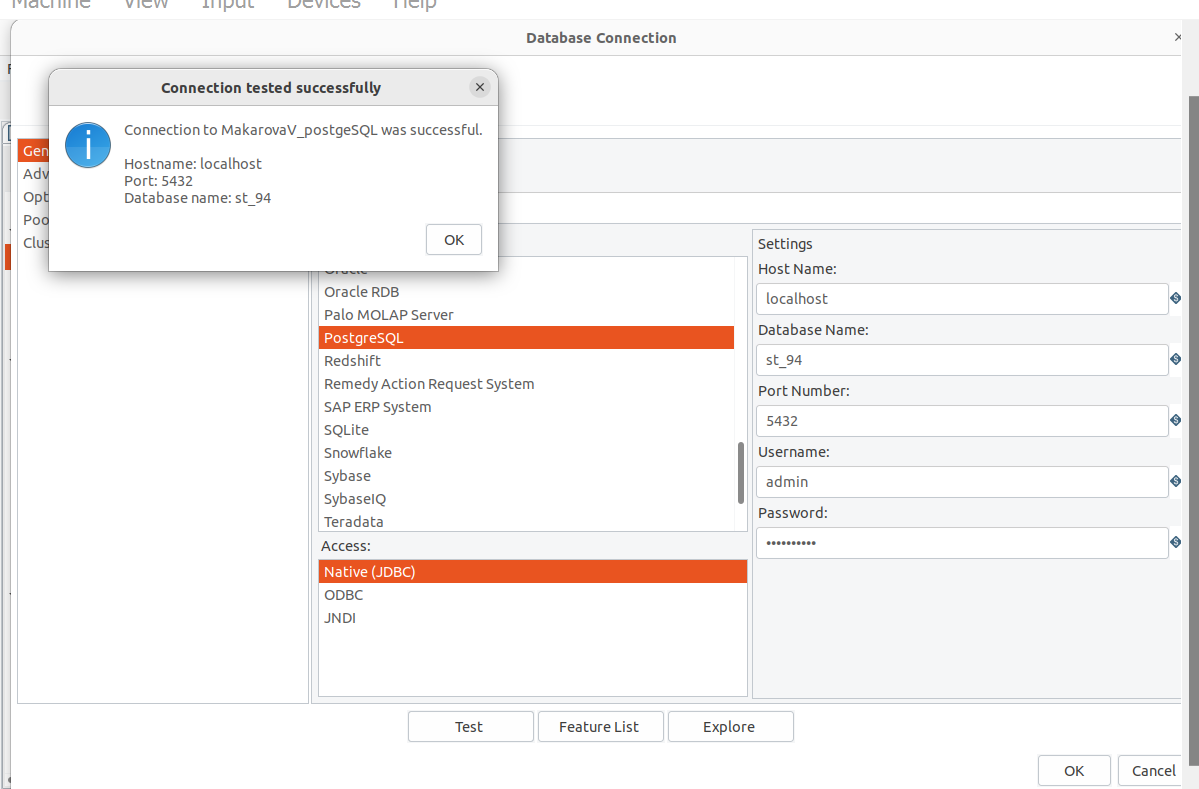 Machine View Input Devices Help
Database Connection
Connection tested successfully
Connection to MakarovaV_postgeSQL was successful.
Hostname: localhost
Port: 5432
Database name: st_94
OK
Gen
Adv
Opt
Poo
Clus
Oracle
Oracle RDB
Palo MOLAP Server
PostgreSQL
Redshift
Remedy Action Request System
SAP ERP System
SQLite
Snowflake
Sybase
SybaseIQ
Teradata
Access:
Native (JDBC)
ODBC
JNDI
Settings
Host Name:
localhost
Database Name:
st_94
Port Number:
5432
Username:
admin
Password:
••••••••••
Test Feature List Explore
OK Cancel